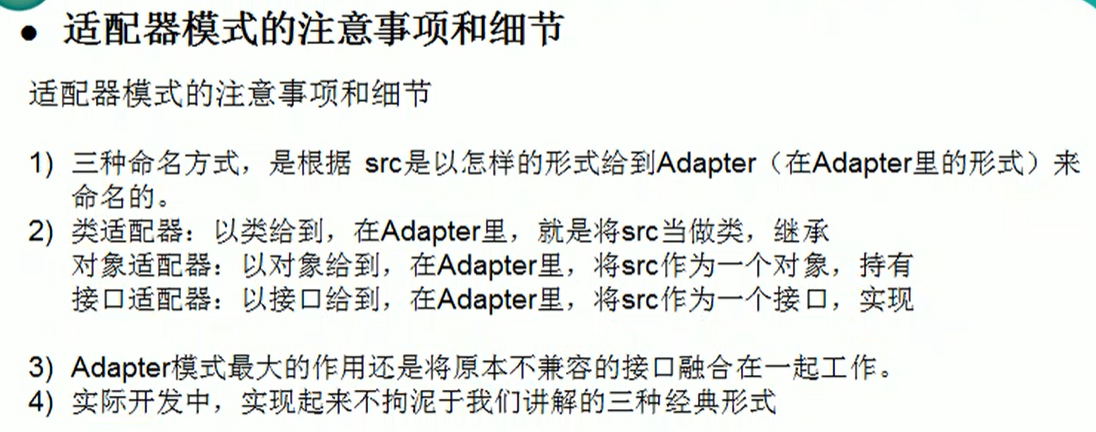 ● 适配器模式的注意事项和细节
适配器模式的注意事项和细节
1) 三种命名方式，是根据 src是以怎样的形式给到Adapter（在Adapter里的形式）来
命名的。
2) 类适配器：以类给到，在Adapter里，就是将src当做类，继承
对象适配器：以对象给到，在Adapter里，将src作为一个对象，持有
接口适配器：以接口给到，在Adapter里，将src作为一个接口，实现
3) Adapter模式最大的作用还是将原本不兼容的接口融合在一起工作。
4) 实际开发中，实现起来不拘泥于我们讲解的三种经典形式